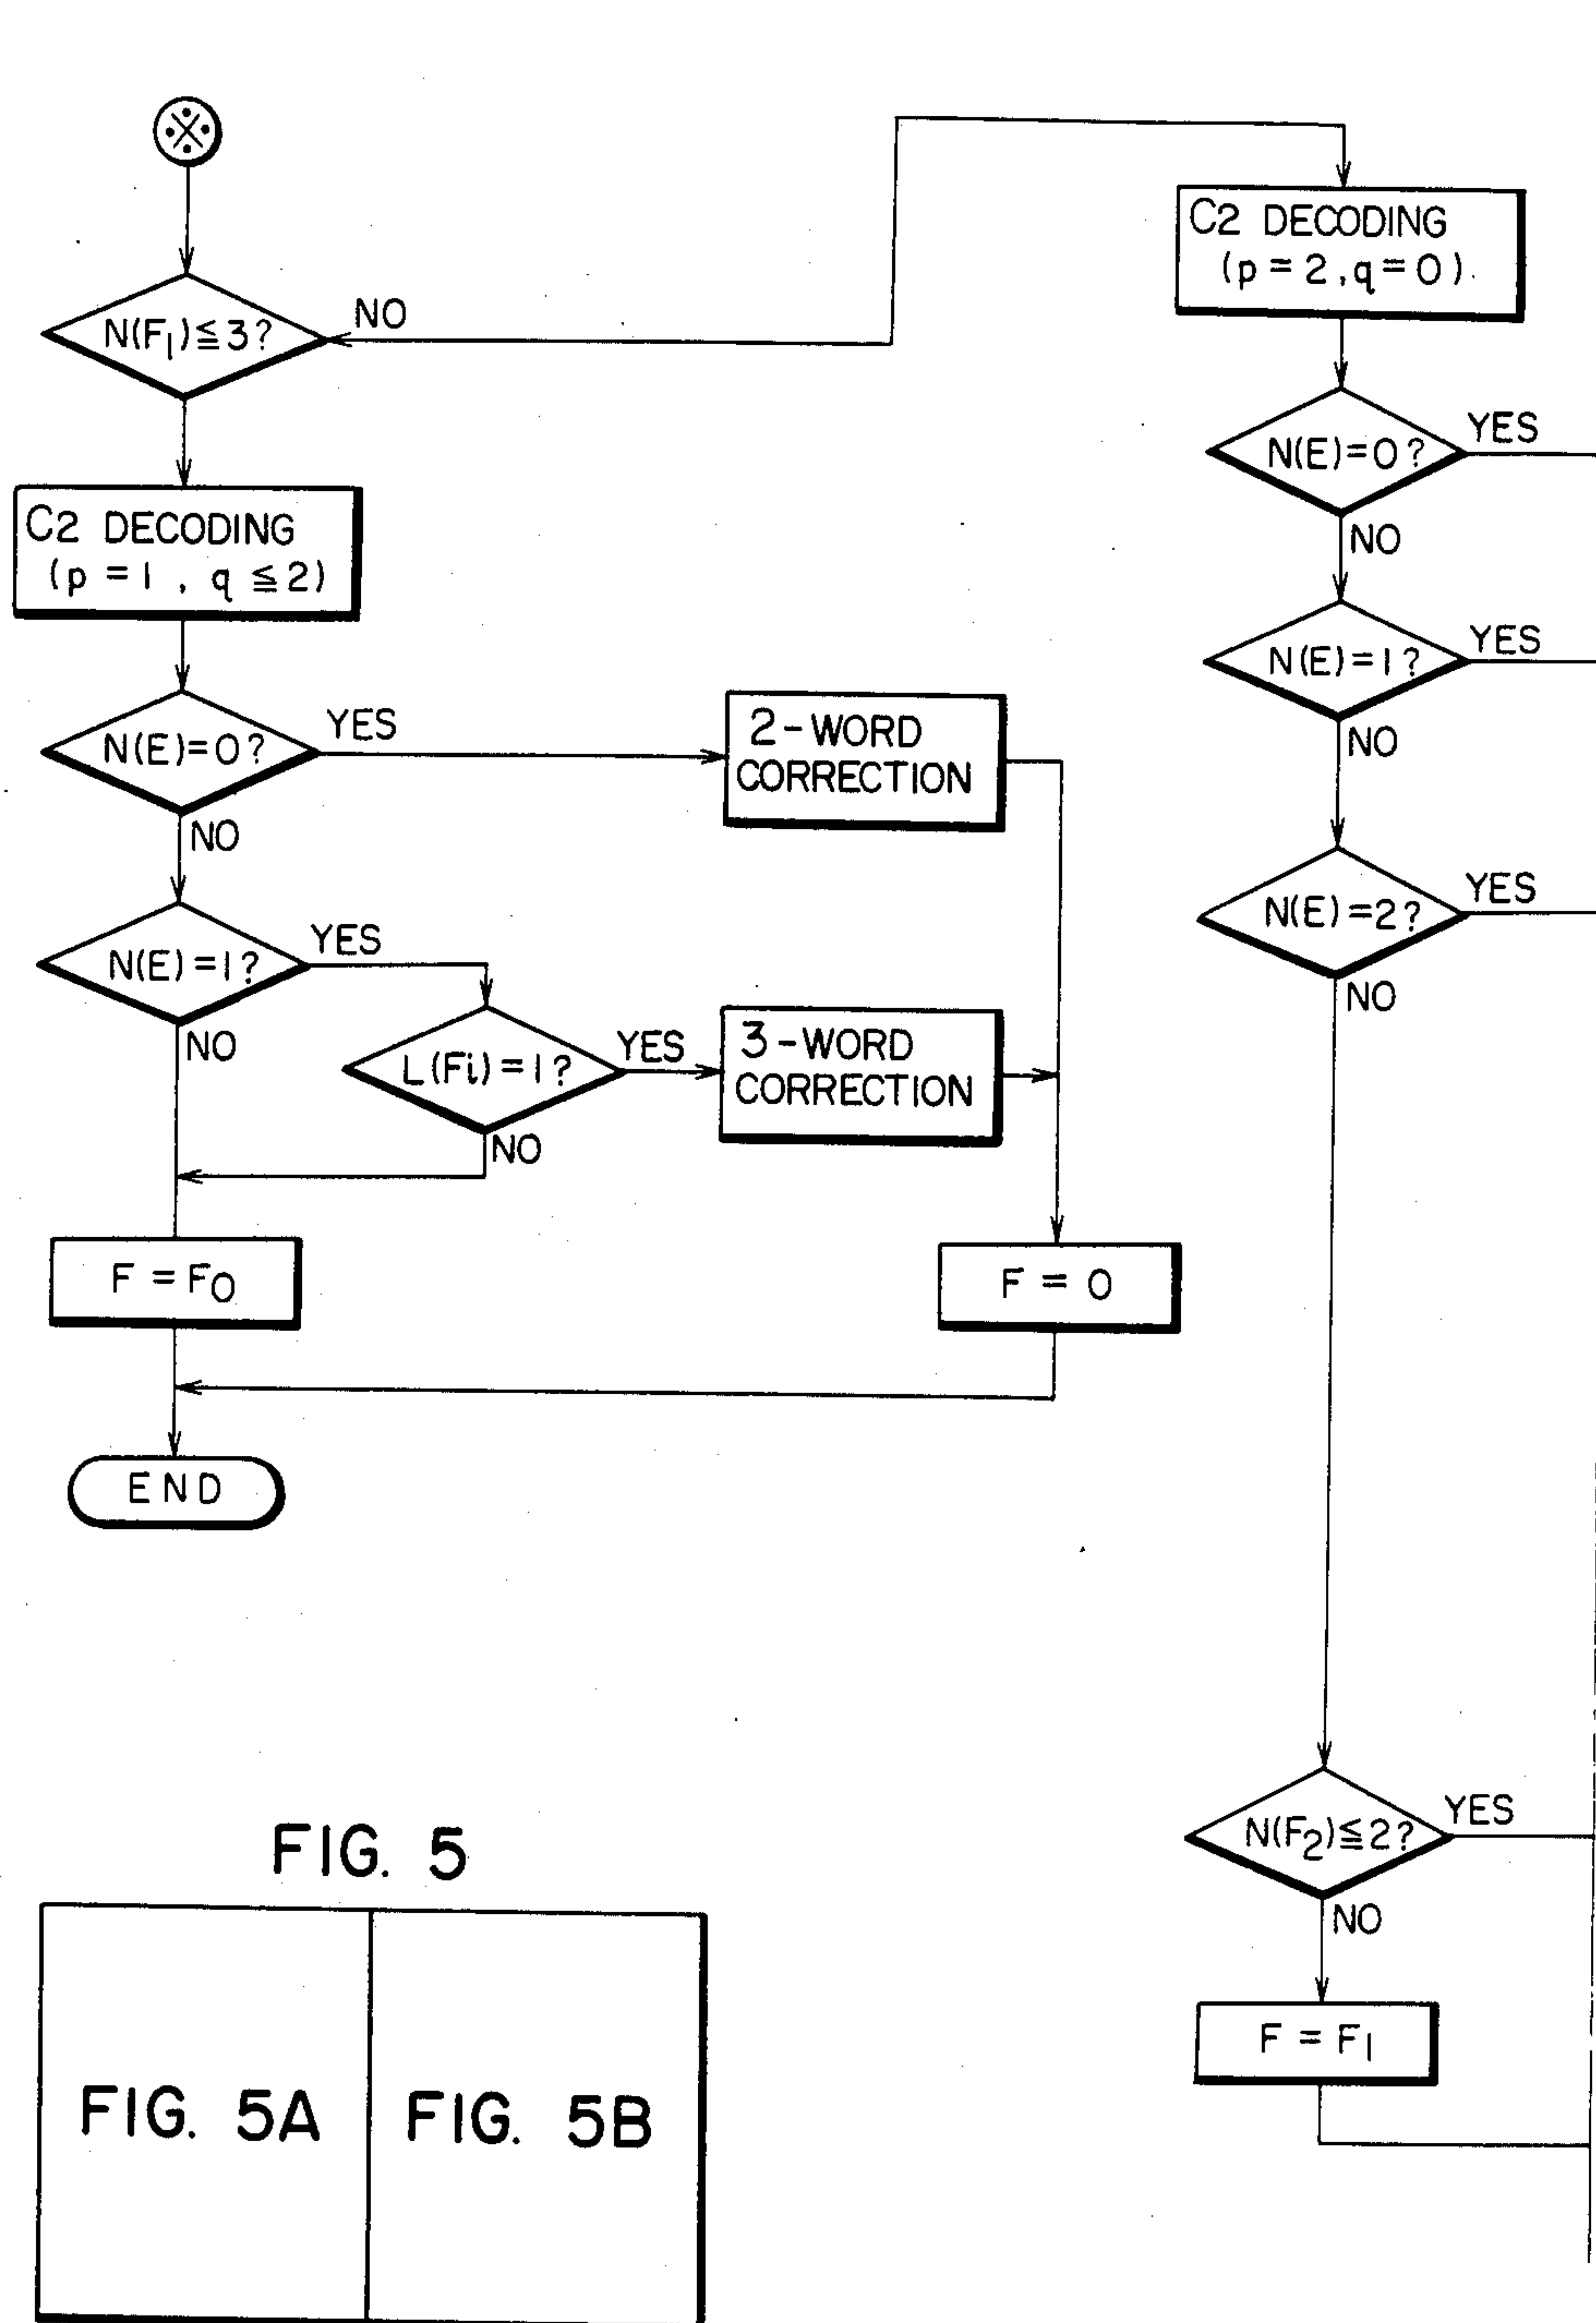 N(F1)≦3?
NO
C2 DECODING
(p=1, q≦2)
N(E)=0?
YES
NO
2-WORD
CORRECTION
N(E)=1?
YES
NO
L(Fi)=1?
YES
NO
3-WORD
CORRECTION
F = F0
F = 0
END
C2 DECODING
(p=2, q=0).
N(E)=0?
YES
NO
N(E)=1?
YES
NO
N(E)=2?
YES
NO
N(F2)≦2?
YES
NO
F = F1
FIG. 5
FIG. 5A
FIG. 5B